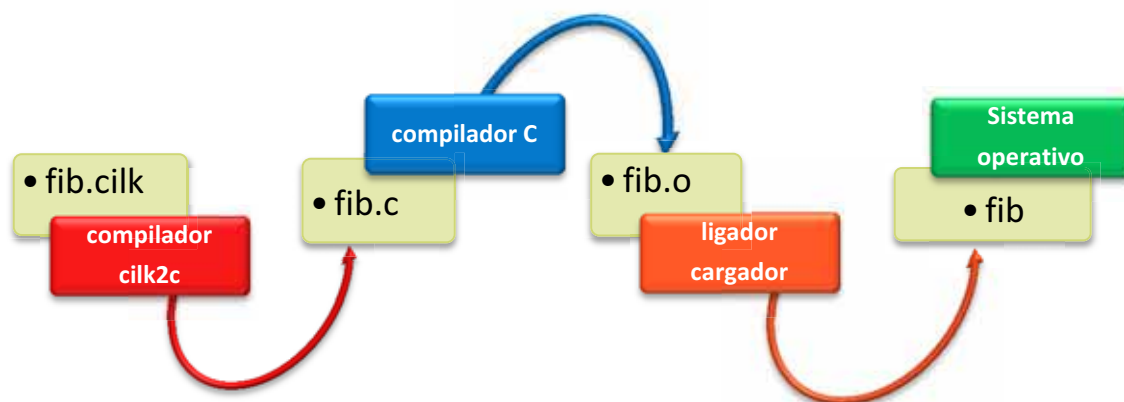 • fib.cilk
compilador
cilk2c
• fib.c
compilador C
• fib.o
ligador
cargador
Sistema
operativo
• fib